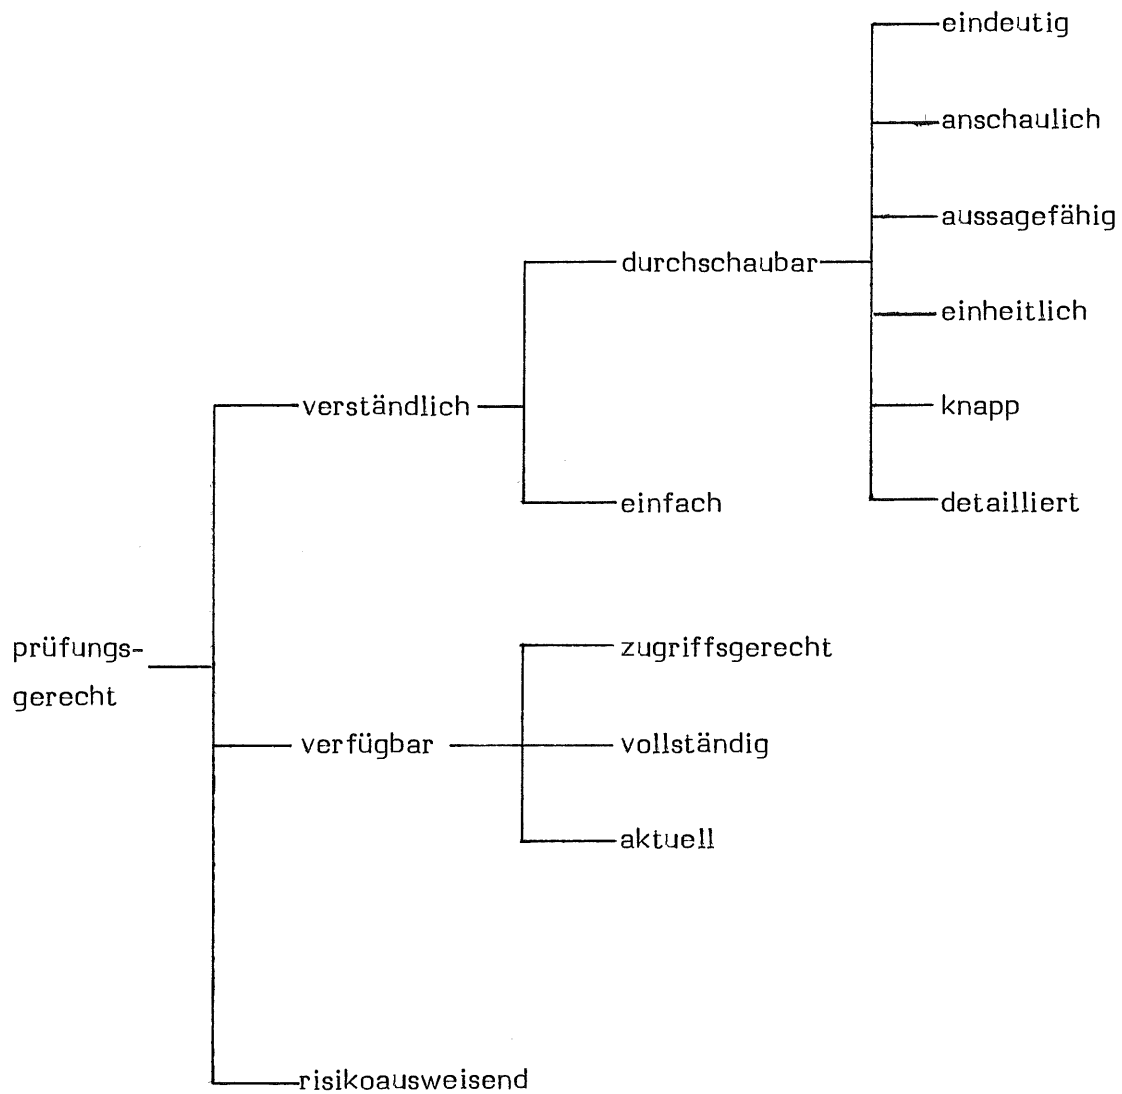 eindeutig
anschaulich
aussagefähig
durchschaubar
einheitlich
verständlich
knapp
einfach
detailliert
prüfungs-
gerecht
zugriffsgerecht
verfügbar
vollständig
aktuell
risikoausweisend